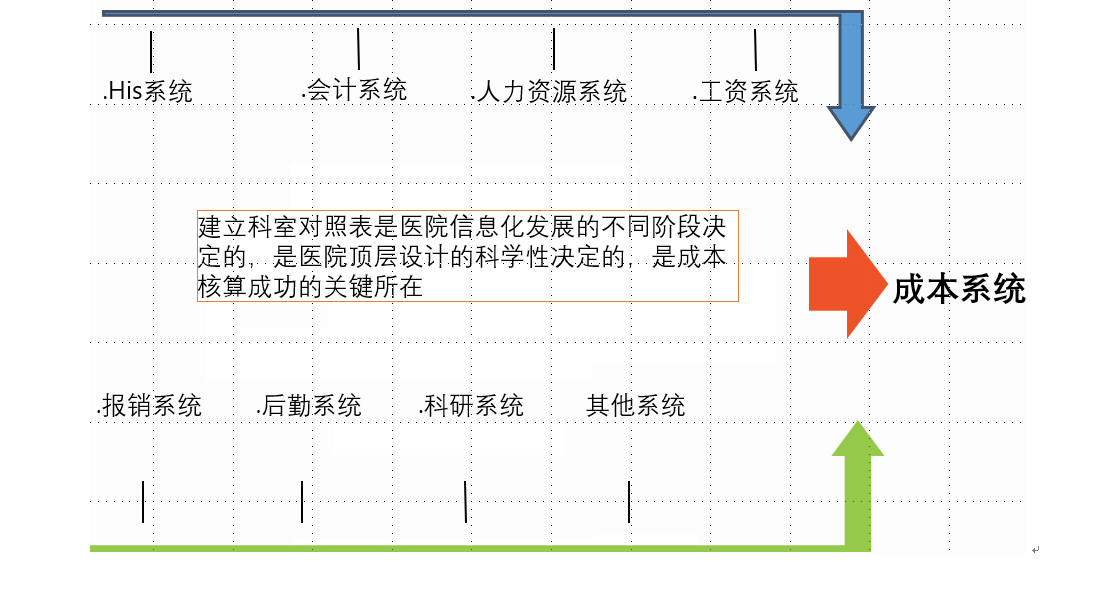 .His系统 .会计系统 .人力资源系统 .工资系统
建立科室对照表是医院信息化发展的不同阶段决
定的，是医院顶层设计的科学性决定的，是成本
核算成功的关键所在
成本系统
.报销系统 .后勤系统 .科研系统 其他系统